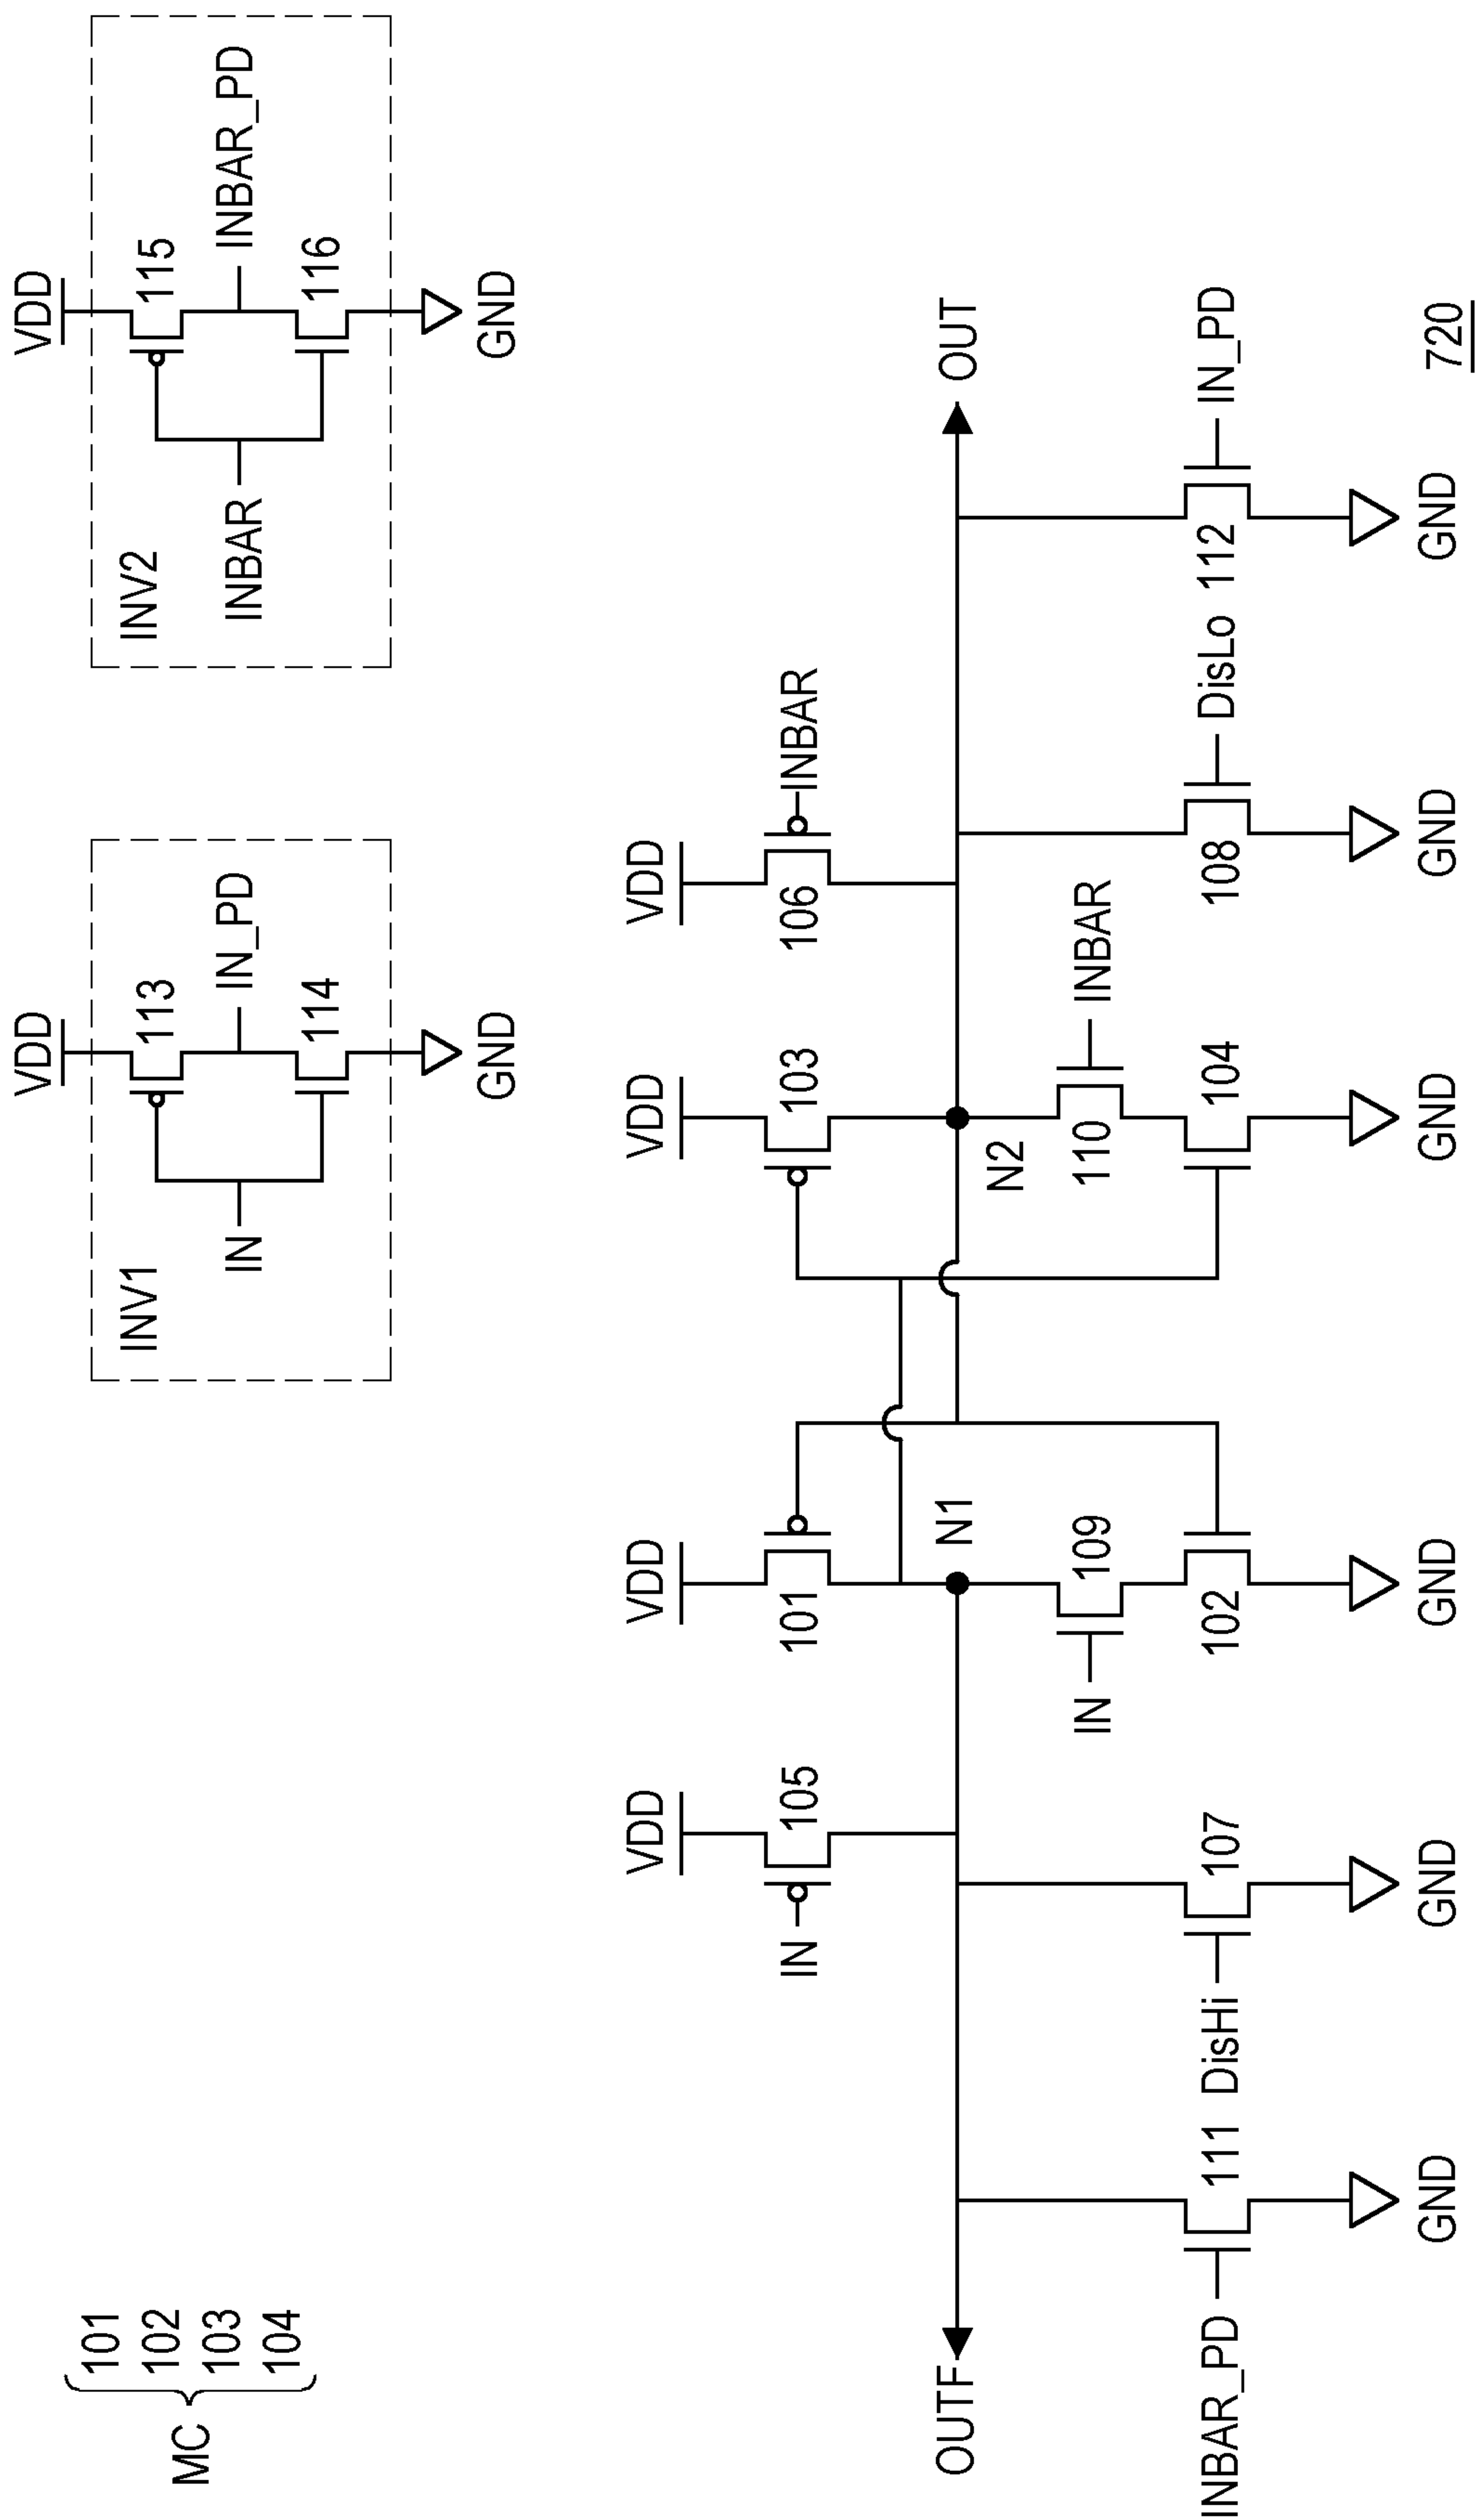 MC
101
102
103
104
INV1
VDD
113
IN
IN_PD
114
GND
INV2
VDD
115
INBAR
INBAR_PD
116
GND
VDD
VDD
VDD
VDD
IN
105
101
103
106
INBAR
OUTF
N1
N2
OUT
IN
109
110
INBAR
INBAR_PD
111
DisHi
107
102
104
108
DisLo
112
IN_PD
GND
GND
GND
GND
GND
GND
720